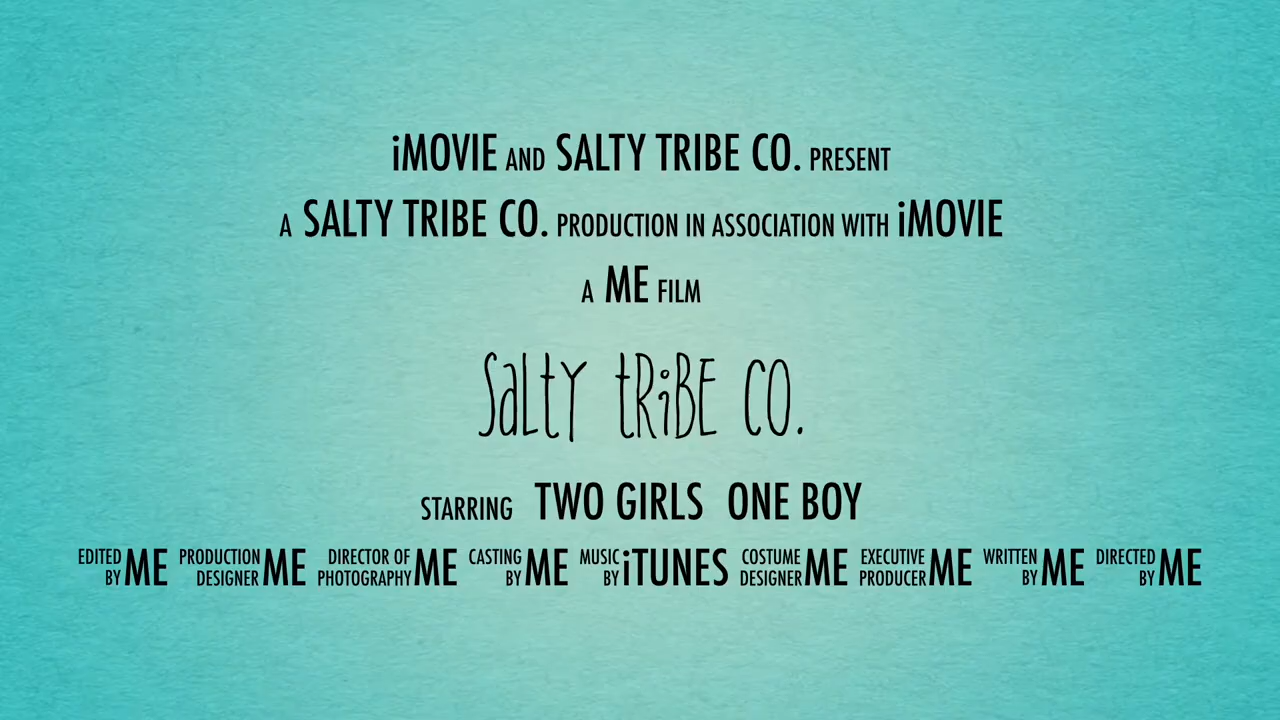 iMOVIE AND SALTY TRIBE CO. PRESENT
A SALTY TRIBE CO. PRODUCTION IN ASSOCIATION WITH iMOVIE
A ME FILM
SaLtY tRiBE CO.
STARRING TWO GIRLS ONE BOY
EDITED BY ME PRODUCTION DESIGNER ME DIRECTOR OF PHOTOGRAPHY ME CASTING BY ME MUSIC BY iTUNES COSTUME DESIGNER ME EXECUTIVE PRODUCER ME WRITTEN BY ME DIRECTED BY ME